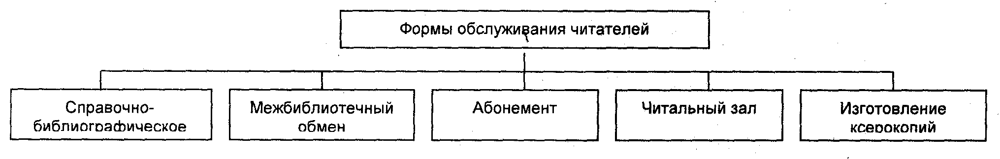 Формы обслуживания читателей
Справочно-
библиографическое
Межбиблиотечный
обмен
Абонемент
Читальный зал
Изготовление
ксерокопий